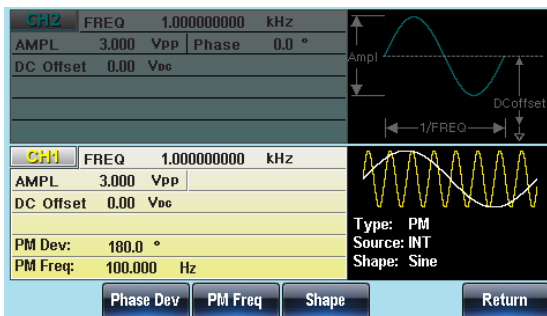 CH2 FREQ 1.000000000 kHz
AMPL 3.000 Vpp Phase 0.0 °
DC Offset 0.00 VDC
Ampl
DCoffset
1/FREQ
CH1 FREQ 1.000000000 kHz
AMPL 3.000 Vpp
DC Offset 0.00 VDC
PM Dev: 180.0 °
PM Freq: 100.000 Hz
Type: PM
Source: INT
Shape: Sine
Phase Dev PM Freq Shape Return